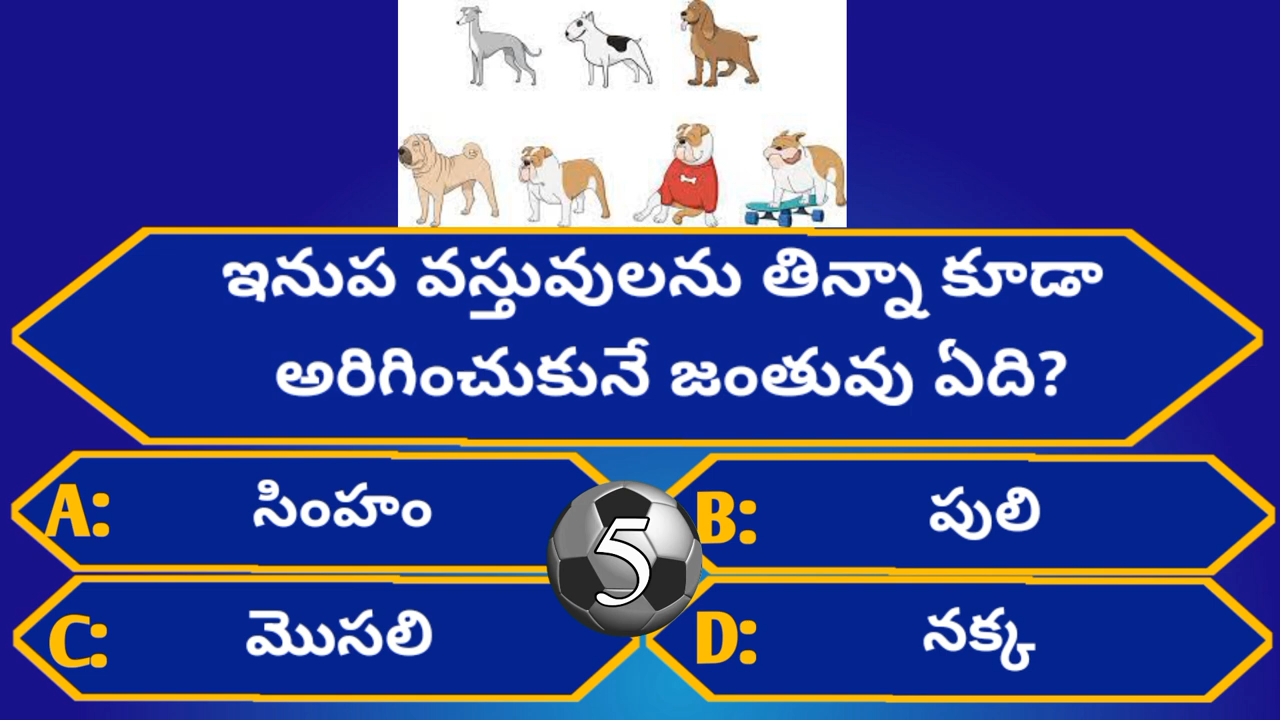 ఇనుప వస్తువులను తిన్నా కూడా
అరిగించుకునే జంతువు ఏది?
A: సింహం
B: పులి
5
C: మొసలి
D: నక్క